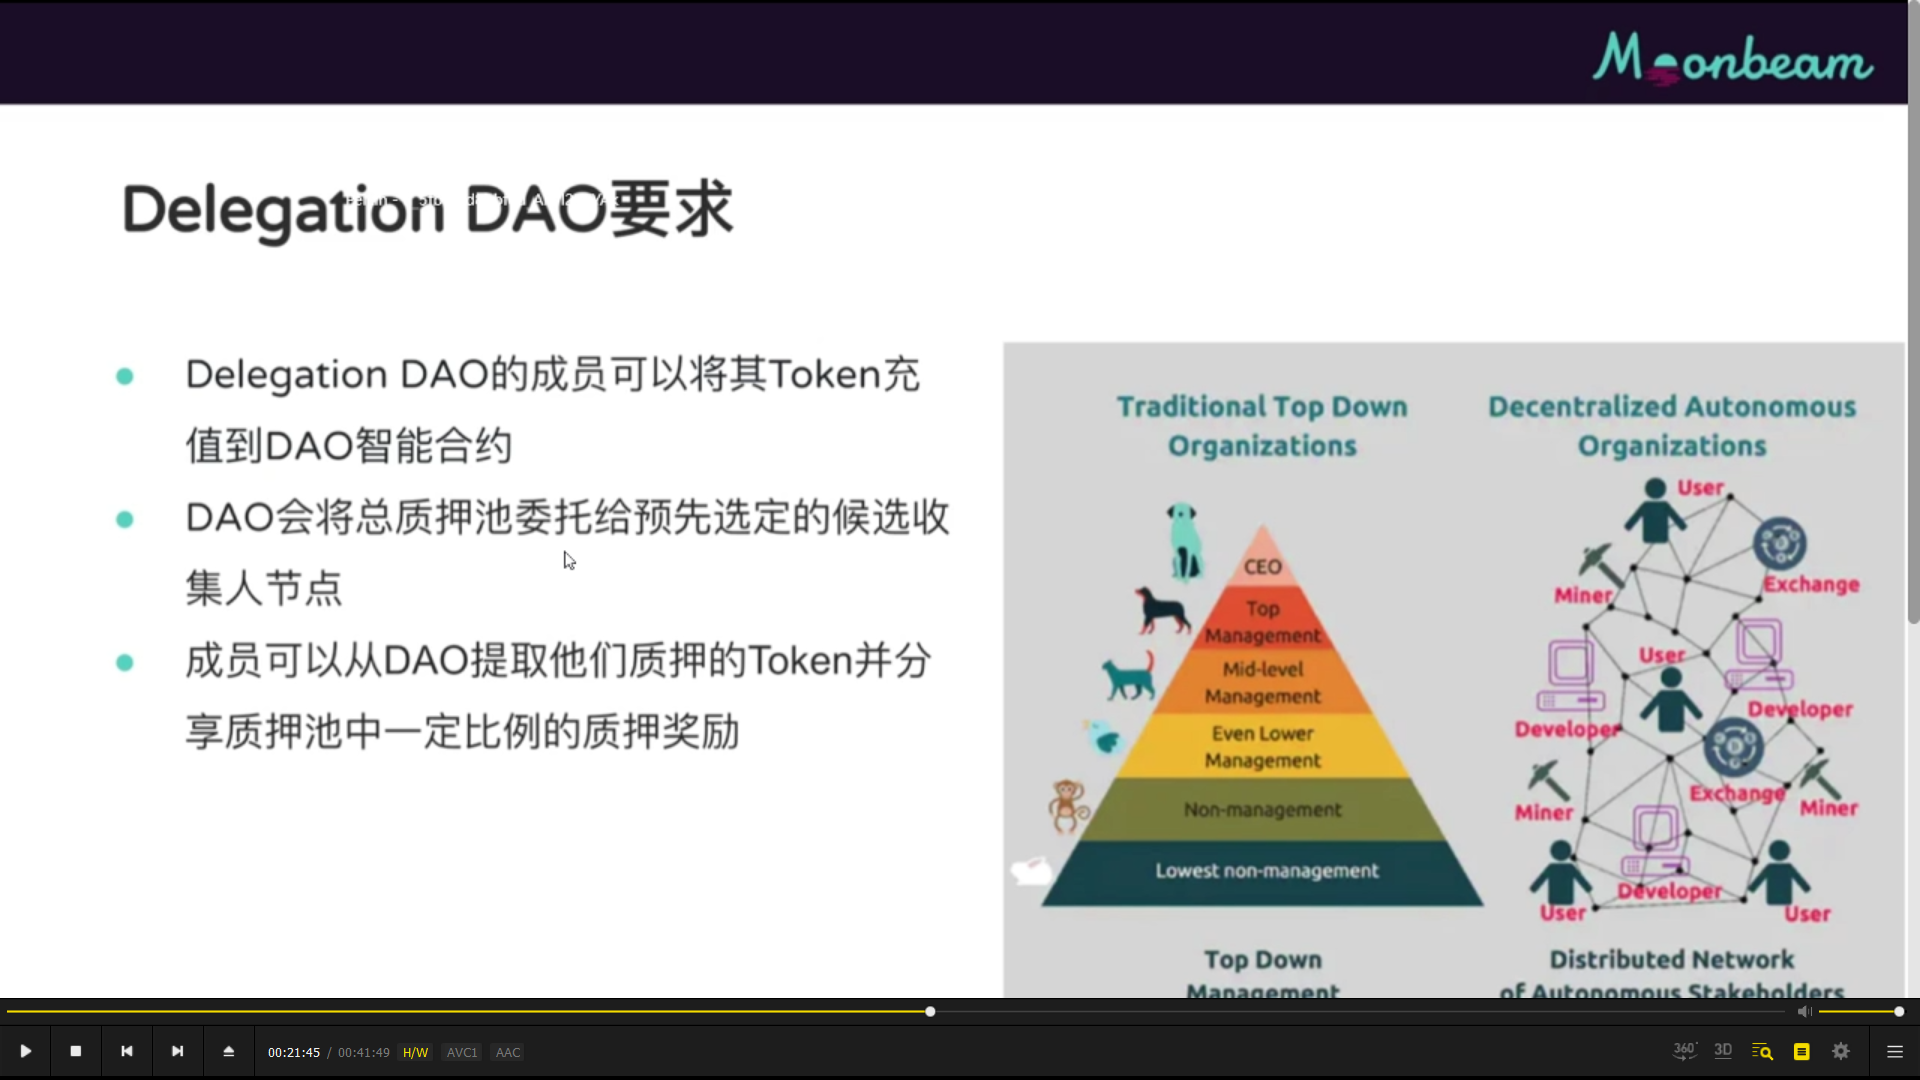 Moonbeam
Delegation DAO要求
Delegation DAO的成员可以将其Token充
值到DAO智能合约
DAO会将总质押池委托给预先选定的候选收
集人节点
成员可以从DAO提取他们质押的Token并分
享质押池中一定比例的质押奖励
Traditional Top Down
Organizations
CEO
Top
Management
Mid-level
Management
Even Lower
Management
Non-management
Lowest non-management
Top Down
Management
Decentralized Autonomous
Organizations
User
Exchange
Miner
User
Developer
Developer
Exchange
Miner
Miner
Developer
User
User
Distributed Network
of Autonomous Stakeholders
00:21:45 / 00:41:49 H/W AVC1 AAC
360° 3D